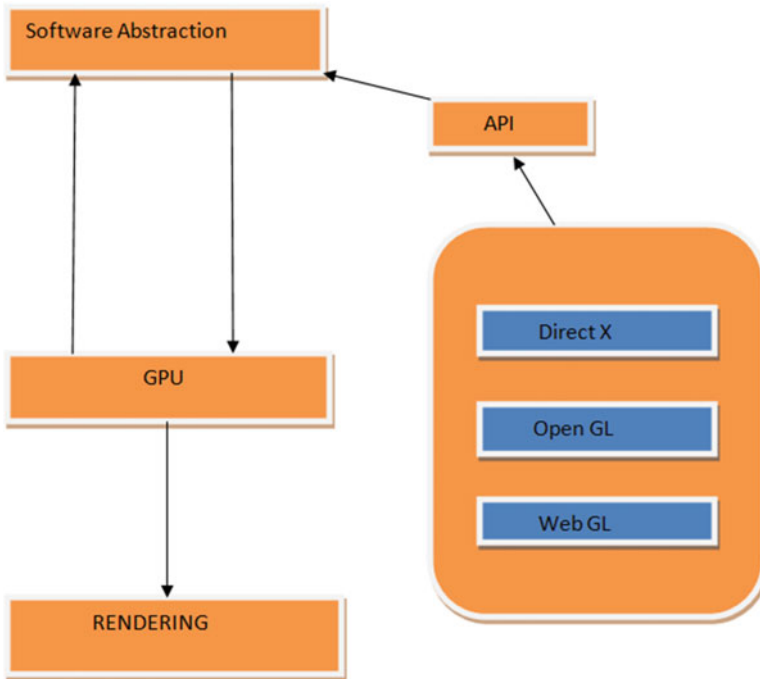 Software Abstraction
API
Direct X
GPU
Open GL
Web GL
RENDERING